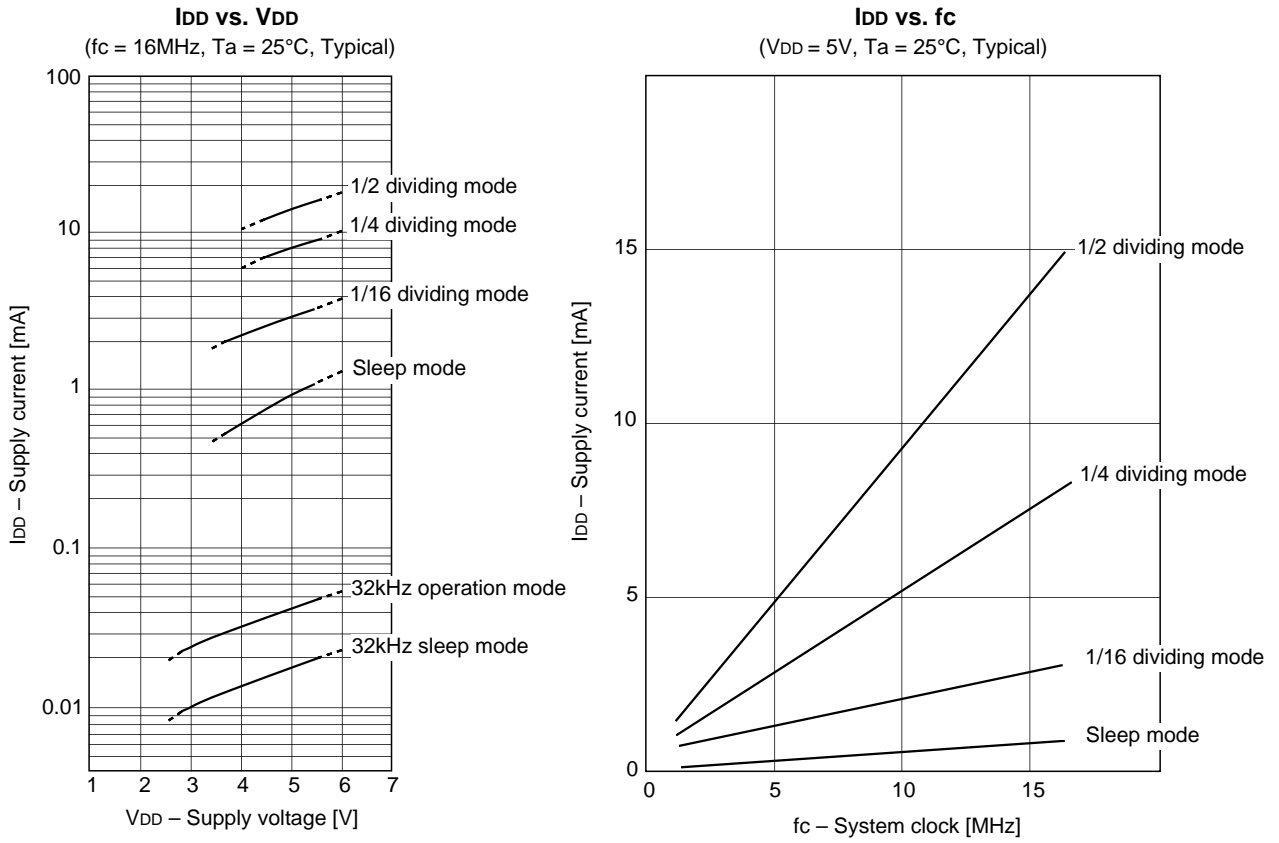 IDD vs. VDD
(fc = 16MHz, Ta = 25°C, Typical)
100
10
1
0.1
0.01
IDD – Supply current [mA]
1/2 dividing mode
1/4 dividing mode
1/16 dividing mode
Sleep mode
32kHz operation mode
32kHz sleep mode
1 2 3 4 5 6 7
VDD – Supply voltage [V]
IDD vs. fc
(VDD = 5V, Ta = 25°C, Typical)
15
10
5
0
IDD – Supply current [mA]
1/2 dividing mode
1/4 dividing mode
1/16 dividing mode
Sleep mode
0 5 10 15
fc – System clock [MHz]